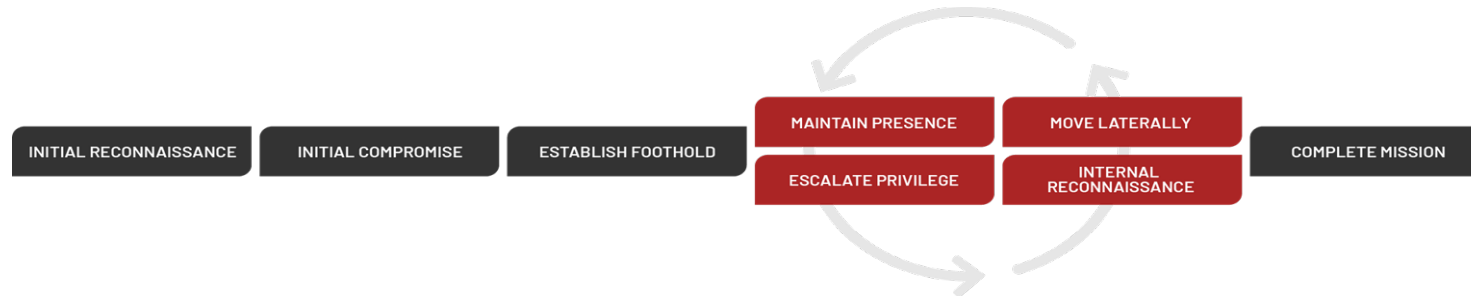 INITIAL RECONNAISSANCE
INITIAL COMPROMISE
ESTABLISH FOOTHOLD
MAINTAIN PRESENCE
MOVE LATERALLY
ESCALATE PRIVILEGE
INTERNAL
RECONNAISSANCE
COMPLETE MISSION